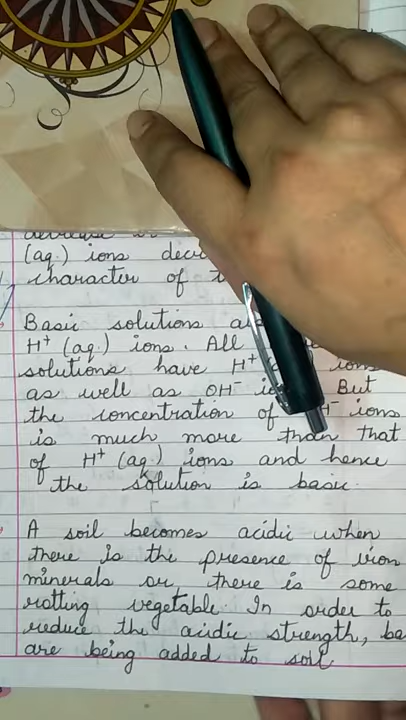 (aq.) ions
character of
Basic solutions
H⁺ (aq.) ions. All
solutions have H⁺ ions
as well as OH⁻ But
the concentration of ions
is much more than that
of H⁺ (aq.) ions and hence
the solution is basic.
A soil becomes acidic when
there is the presence of iron
minerals or there is some
rotting vegetable. In order to
reduce the acidic strength,
are being added to soil.